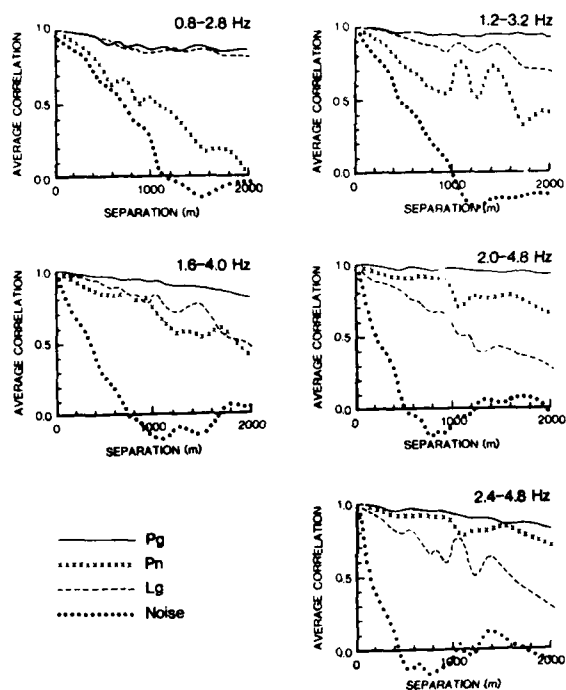 0.8–2.8 Hz
AVERAGE CORRELATION
1.0
0.5
0.0
0
1000
2000
SEPARATION (m)
1.2–3.2 Hz
AVERAGE CORRELATION
1.0
0.5
0.0
0
1000
2000
SEPARATION (m)
1.6–4.0 Hz
AVERAGE CORRELATION
1.0
0.5
0.0
0
1000
2000
SEPARATION (m)
2.0–4.8 Hz
AVERAGE CORRELATION
1.0
0.5
0.0
0
1000
2000
SEPARATION (m)
2.4–4.8 Hz
AVERAGE CORRELATION
1.0
0.5
0.0
0
1000
2000
SEPARATION (m)
Pg
Pn
Lg
Noise